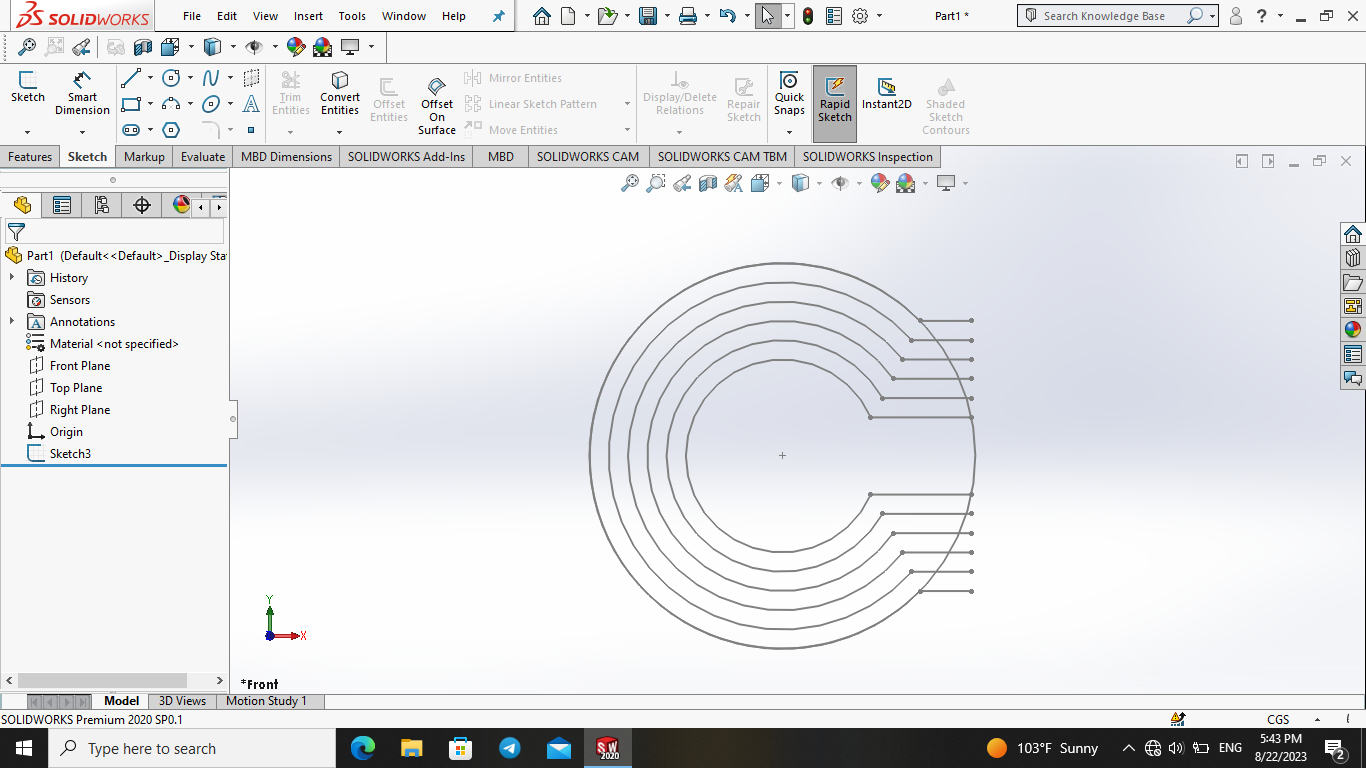 SOLIDWORKS File Edit View Insert Tools Window Help Part1 * Search Knowledge Base ?
Sketch Smart Dimension Trim Entities Convert Entities Offset Entities Offset On Surface Mirror Entities Linear Sketch Pattern Move Entities Display/Delete Relations Repair Sketch Quick Snaps Rapid Sketch Instant2D Shaded Sketch Contours
Features Sketch Markup Evaluate MBD Dimensions SOLIDWORKS Add-Ins MBD SOLIDWORKS CAM SOLIDWORKS CAM TBM SOLIDWORKS Inspection
Part1 (Default<<Default>_Display Sta
History
Sensors
Annotations
Material <not specified>
Front Plane
Top Plane
Right Plane
Origin
Sketch3
Y
X
*Front
Model 3D Views Motion Study 1
SOLIDWORKS Premium 2020 SP0.1 CGS
Type here to search SW 2020 103°F Sunny ENG 5:43 PM
8/22/2023 2